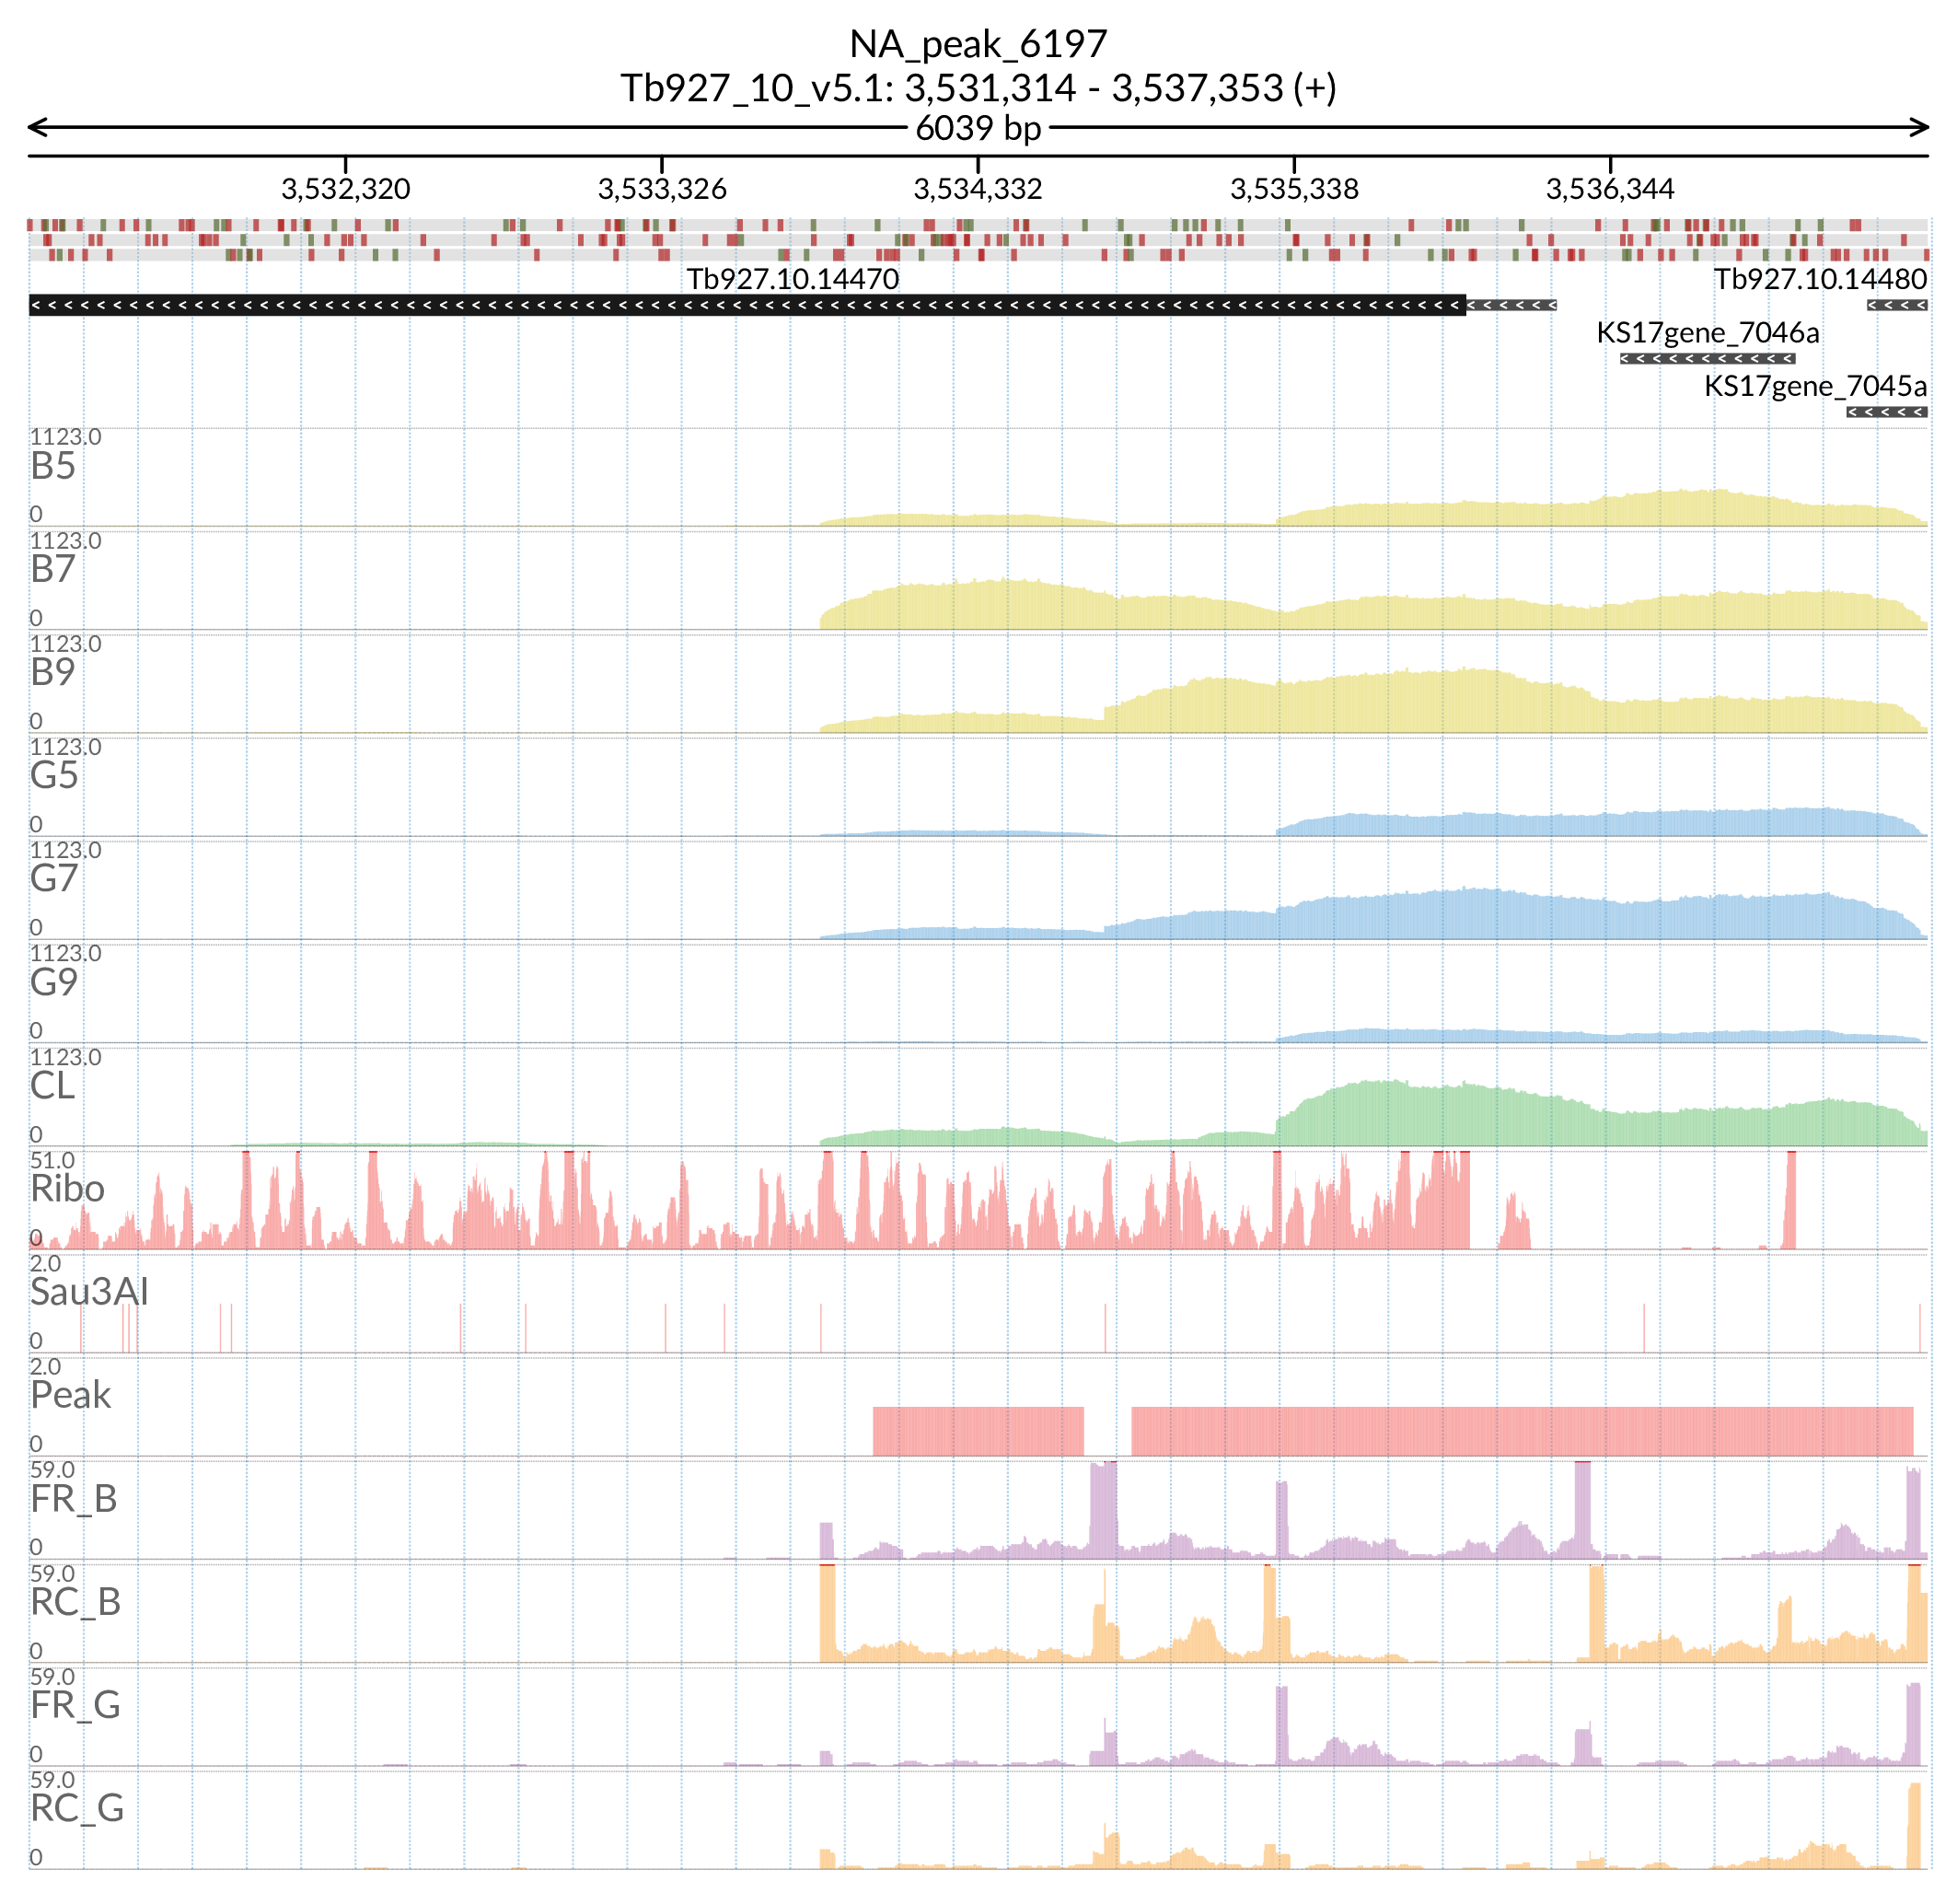 NA_peak_6197
Tb927_10_v5.1: 3,531,314 - 3,537,353 (+)
6039 bp
3,532,320 3,533,326 3,534,332 3,535,338 3,536,344
Tb927.10.14470 Tb927.10.14480
KS17gene_7046a
KS17gene_7045a
1123.0
B5
0
1123.0
B7
0
1123.0
B9
0
1123.0
G5
0
1123.0
G7
0
1123.0
G9
0
1123.0
CL
0
51.0
Ribo
0
2.0
Sau3AI
0
2.0
Peak
0
59.0
FR_B
0
59.0
RC_B
0
59.0
FR_G
0
59.0
RC_G
0